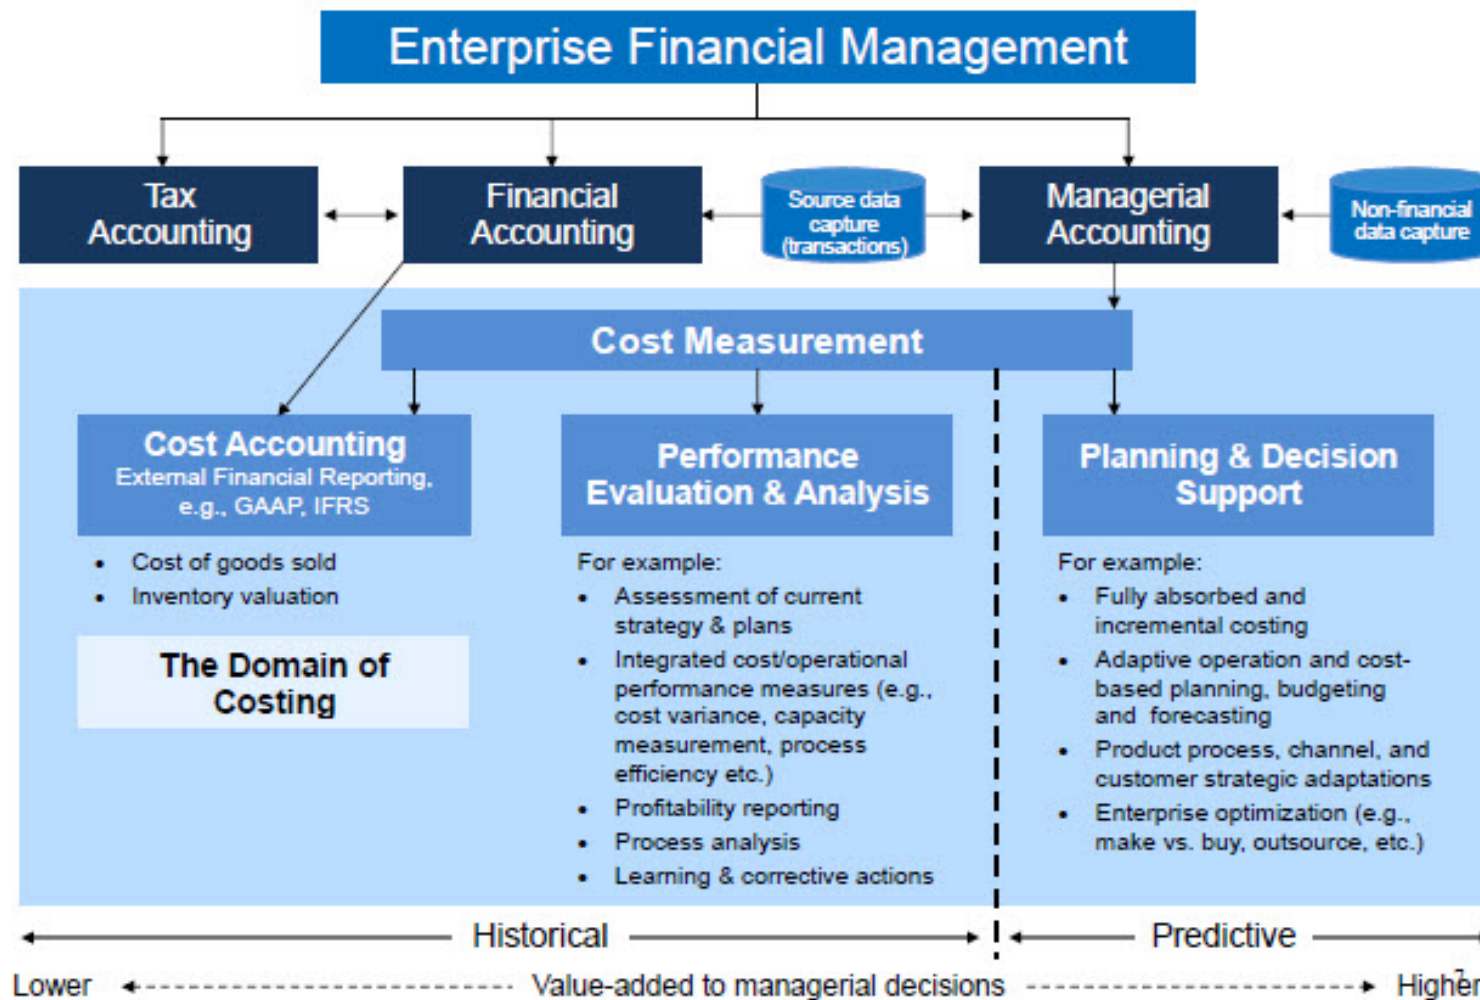 Enterprise Financial Management
Tax
Accounting
Financial
Accounting
Source data
capture
(transactions)
Managerial
Accounting
Non-financial
data capture
Cost Measurement
Cost Accounting
External Financial Reporting,
e.g., GAAP, IFRS
• Cost of goods sold
• Inventory valuation
The Domain of
Costing
Performance
Evaluation & Analysis
For example:
• Assessment of current
strategy & plans
• Integrated cost/operational
performance measures (e.g.,
cost variance, capacity
measurement, process
efficiency etc.)
• Profitability reporting
• Process analysis
• Learning & corrective actions
Planning & Decision
Support
For example:
• Fully absorbed and
incremental costing
• Adaptive operation and cost-
based planning, budgeting
and forecasting
• Product process, channel, and
customer strategic adaptations
• Enterprise optimization (e.g.,
make vs. buy, outsource, etc.)
Historical
Predictive
Lower
Value-added to managerial decisions
Higher